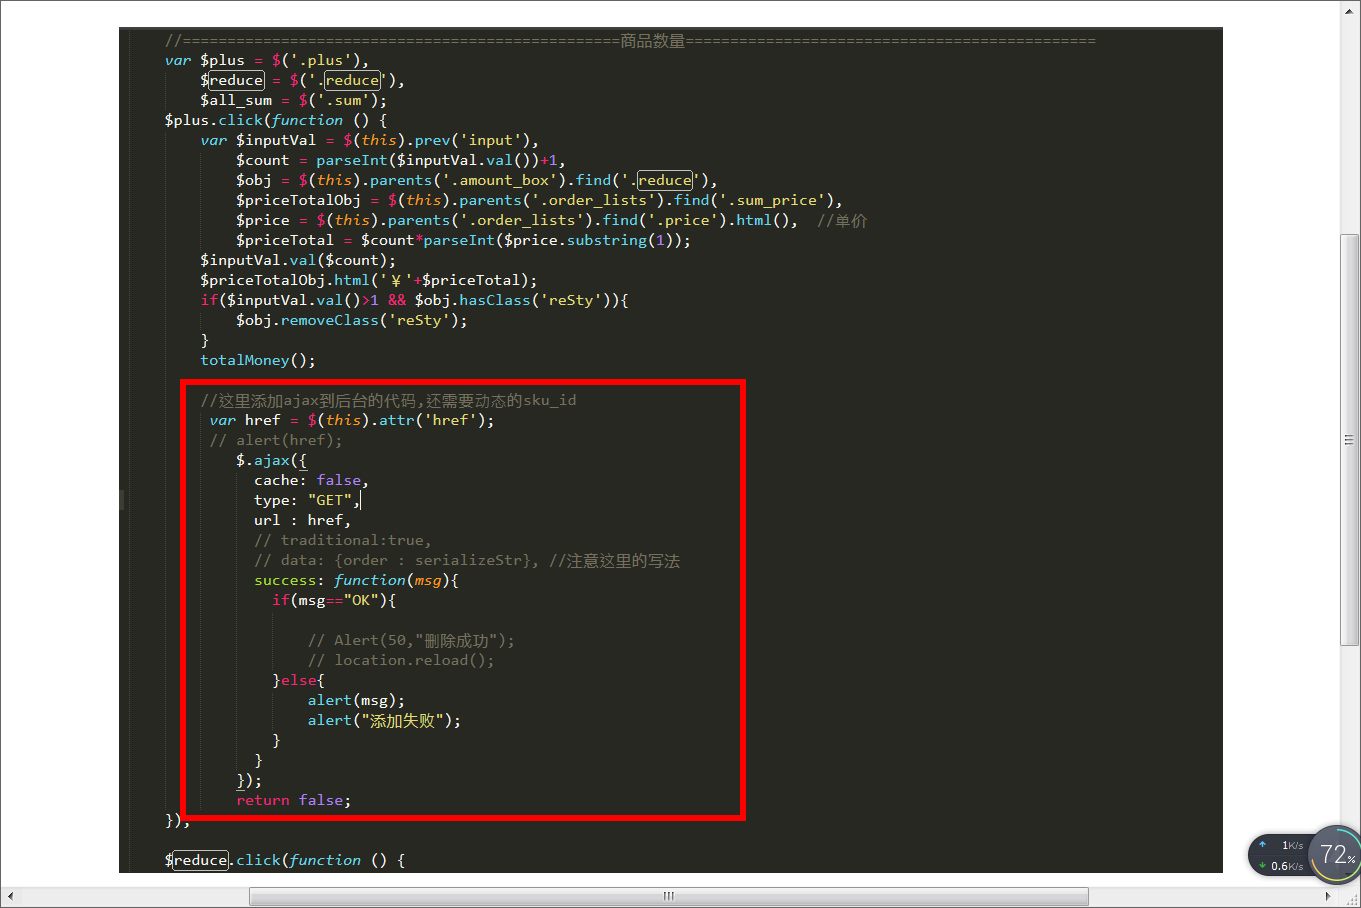 //=================================================商品数量==============================================
var $plus = $('.plus'),
$reduce = $('.reduce'),
$all_sum = $('.sum');
$plus.click(function () {
var $inputVal = $(this).prev('input'),
$count = parseInt($inputVal.val())+1,
$obj = $(this).parents('.amount_box').find('.reduce'),
$priceTotalObj = $(this).parents('.order_lists').find('.sum_price'),
$price = $(this).parents('.order_lists').find('.price').html(),  //单价
$priceTotal = $count*parseInt($price.substring(1));
$inputVal.val($count);
$priceTotalObj.html('￥'+$priceTotal);
if($inputVal.val()>1 && $obj.hasClass('reSty')){
$obj.removeClass('reSty');
}
totalMoney();
//这里添加ajax到后台的代码,还需要动态的sku_id
var href = $(this).attr('href');
// alert(href);
$.ajax({
cache: false,
type: "GET",
url : href,
// traditional:true,
// data: {order : serializeStr}, //注意这里的写法
success: function(msg){
if(msg=="OK"){
// Alert(50,"删除成功");
// location.reload();
}else{
alert(msg);
alert("添加失败");
}
}
});
return false;
});
$reduce.click(function () {
1K/s
0.6K/s
72%